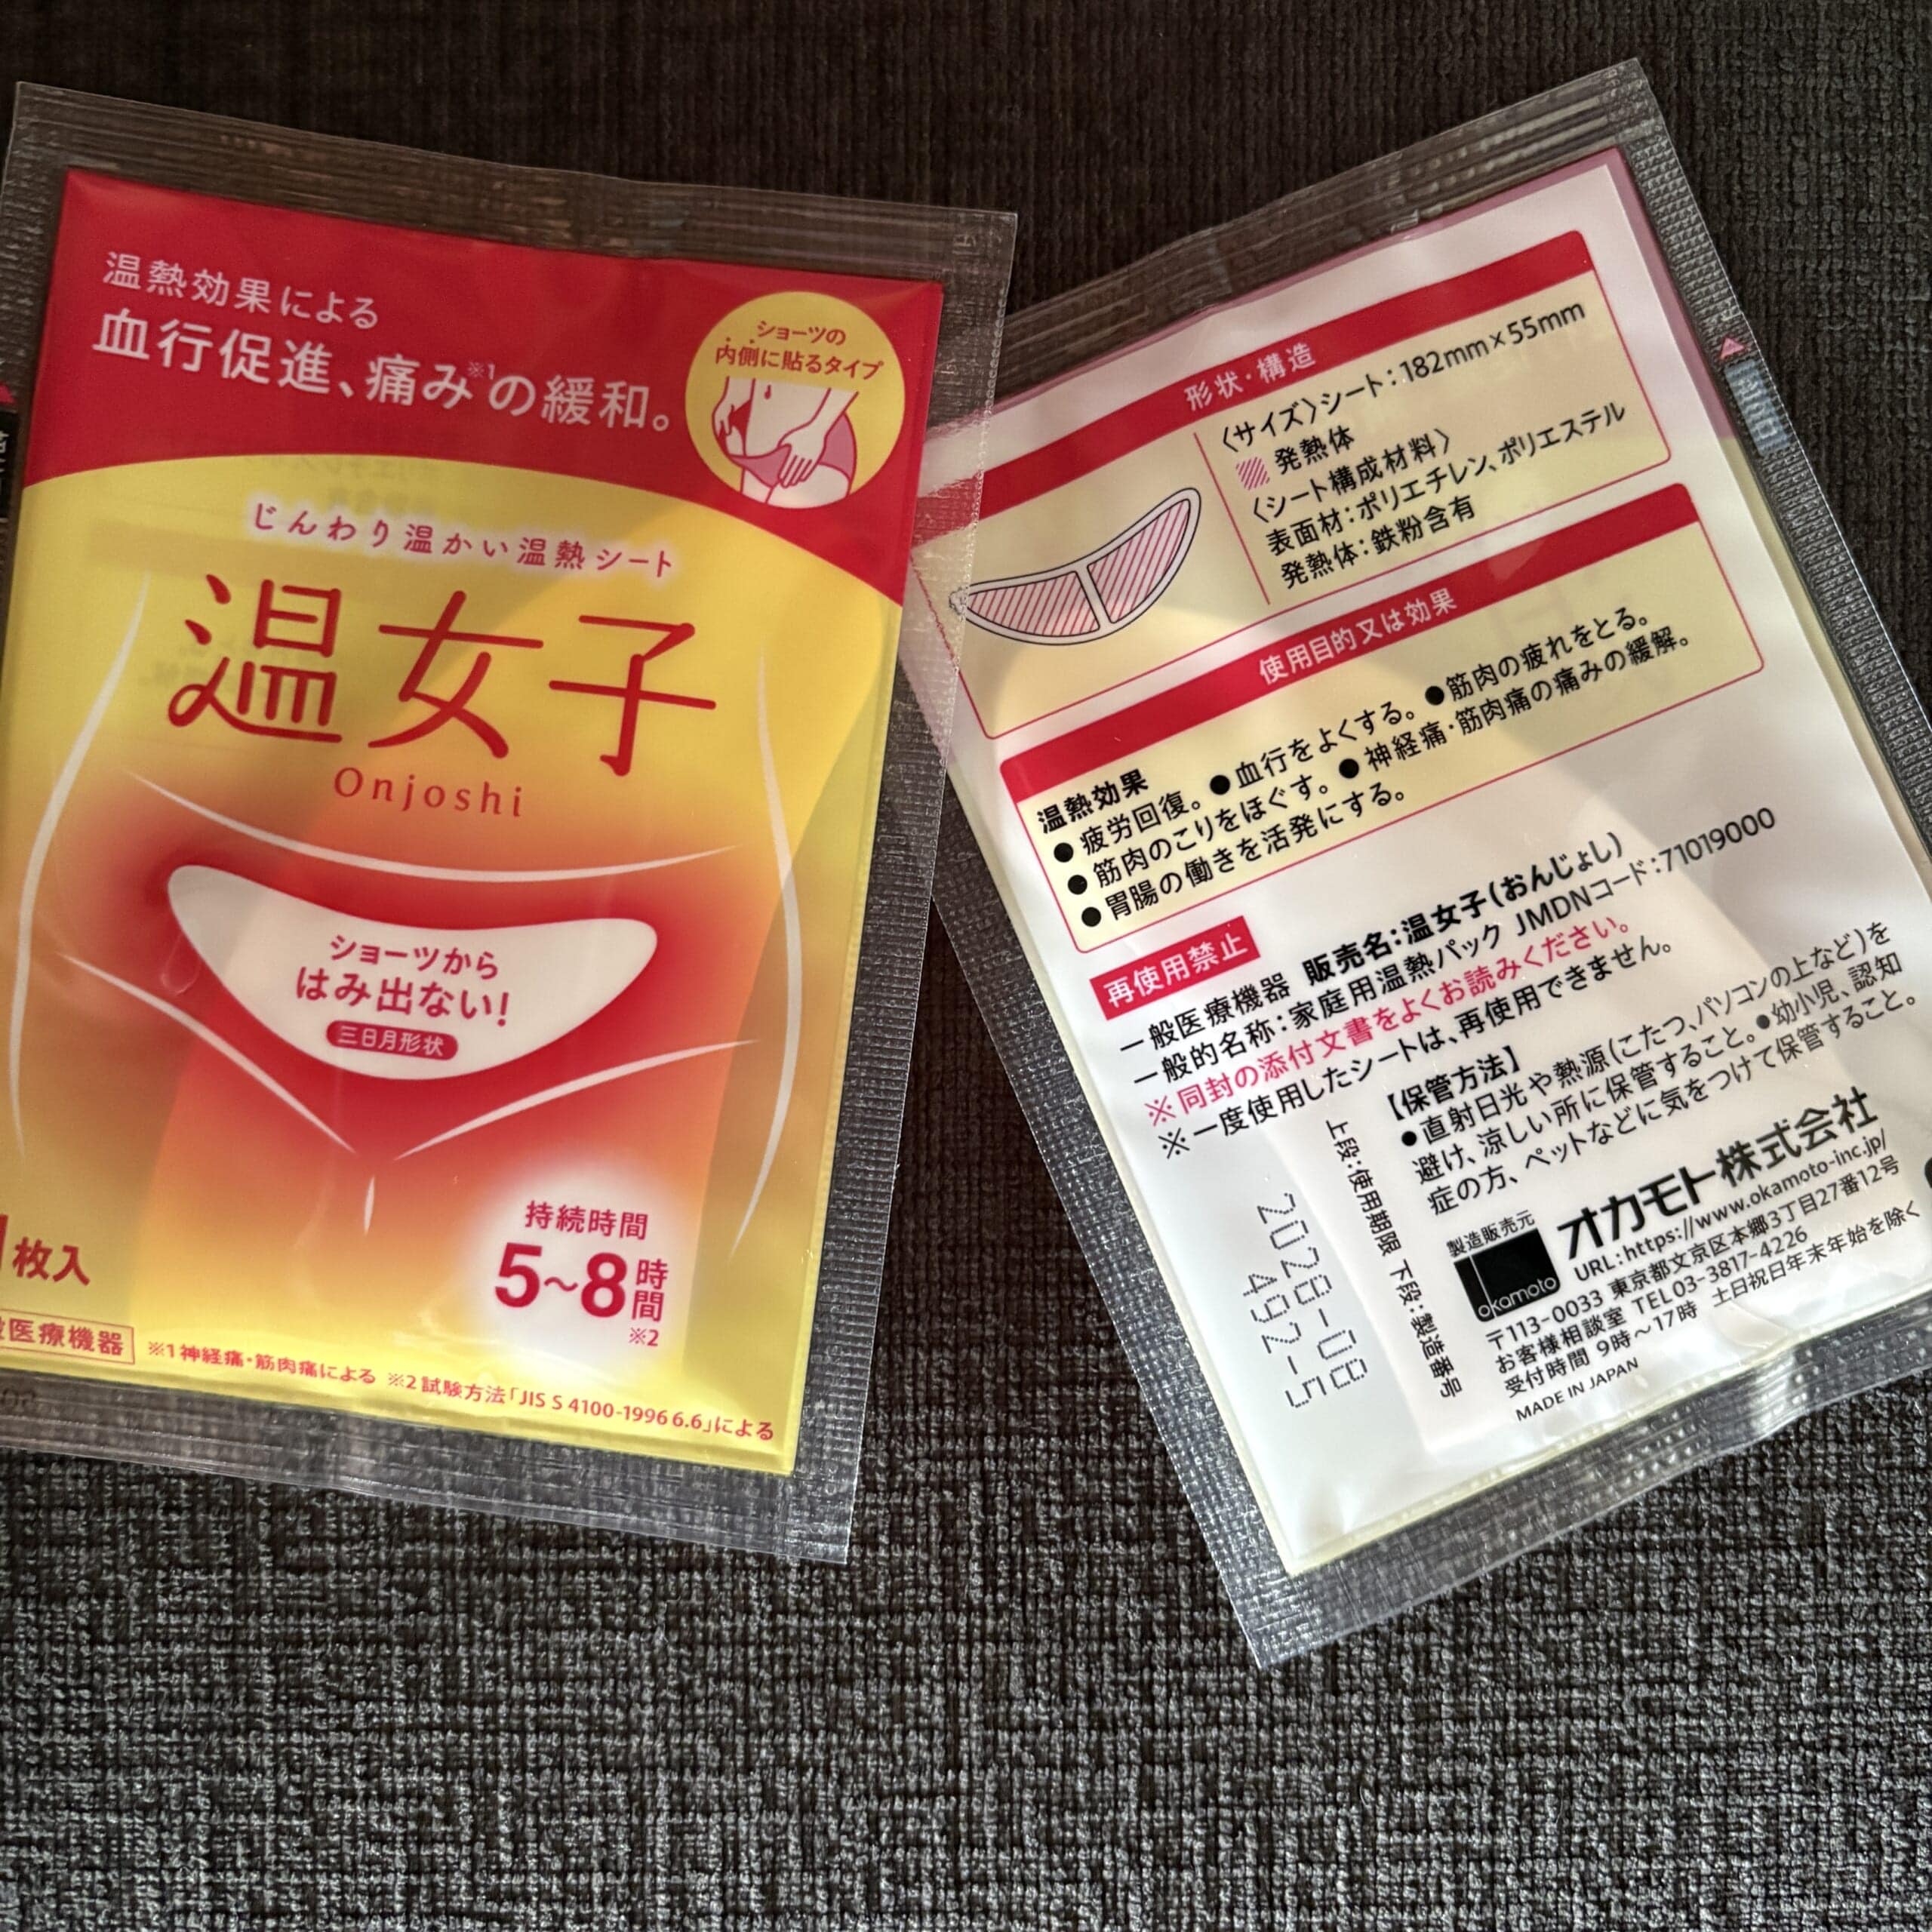 温熱効果による
血行促進、痛み※1の緩和。
ショーツの
内側に貼るタイプ
じんわり温かい温熱シート
温女子
Onjoshi
ショーツから
はみ出ない!
三日月形状
持続時間
5~8時間※2
枚入
医療機器
※1神経痛・筋肉痛による ※2試験方法「JIS S 4100-1996 6.6」による
形状・構造
〈サイズ〉シート:182mm×55mm
発熱体
〈シート構成材料〉
表面材:ポリエチレン、ポリエステル
発熱体:鉄粉含有
使用目的又は効果
温熱効果
●疲労回復。●血行をよくする。●筋肉の疲れをとる。
●筋肉のこりをほぐす。●神経痛・筋肉痛の痛みの緩解。
●胃腸の働きを活発にする。
再使用禁止
一般医療機器 販売名:温女子(おんじょし)
一般的名称:家庭用温熱パック JMDNコード:71019000
※同封の添付文書をよくお読みください。
※一度使用したシートは、再使用できません。
【保管方法】
●直射日光や熱源(こたつ、パソコンの上など)を
避け、涼しい所に保管すること。●幼小児、認知
症の方、ペットなどに気をつけて保管すること。
上段:使用期限 下段:製造番号
2028-09
492-5
製造販売元
okamoto
オカモト株式会社
URL:https://www.okamoto-inc.jp/
〒113-0033 東京都文京区本郷3丁目27番12号
お客様相談室 TEL03-3817-4226
受付時間 9時~17時 土日祝日年末年始を除く
MADE IN JAPAN